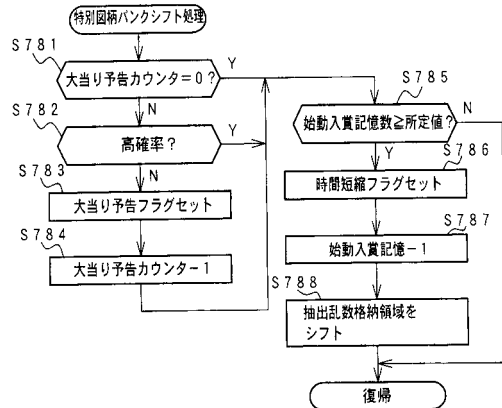 特別図柄バンクシフト処理
S781
大当り予告カウンタ=0?
Y
N
S782
高確率?
Y
N
S783
大当り予告フラグセット
S784
大当り予告カウンター1
S785
始動入賞記憶数≧所定値?
N
Y
S786
時間短縮フラグセット
S787
始動入賞記憶-1
S788
抽出乱数格納領域を
シフト
復帰